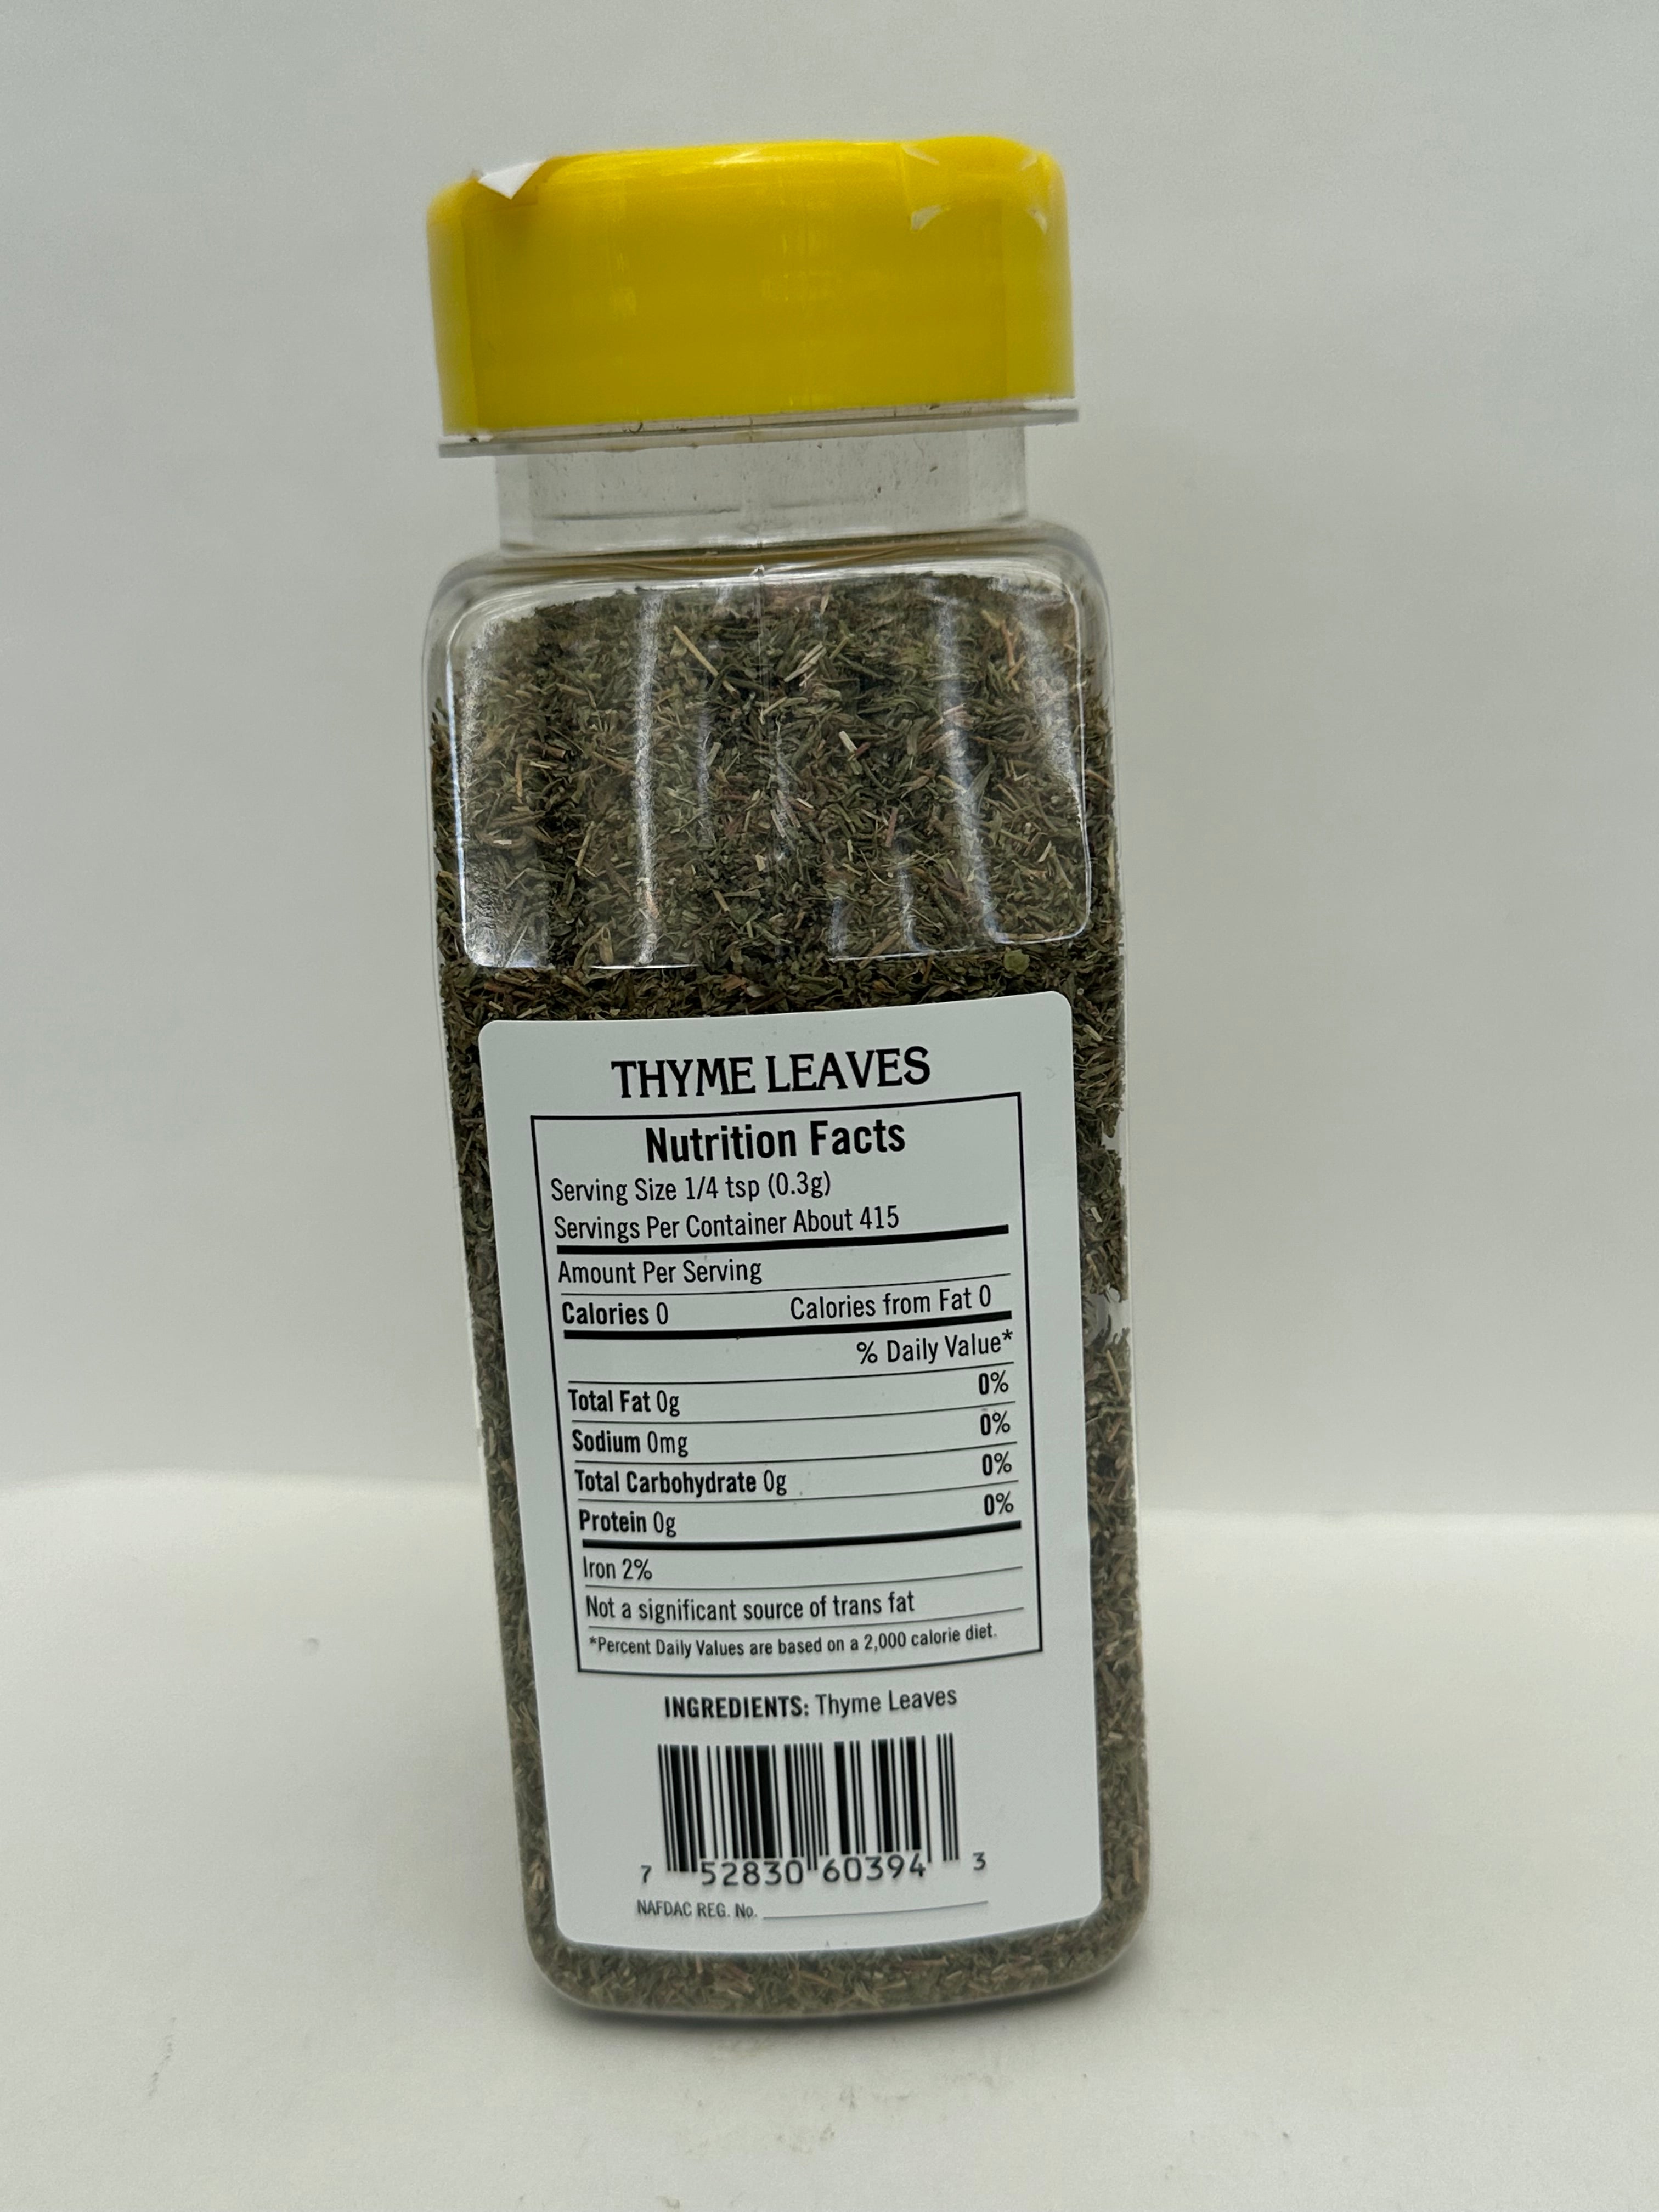 THYME LEAVES
Nutrition Facts
Serving Size 1/4 tsp (0.3g)
Servings Per Container About 415
Amount Per Serving
Calories 0 Calories from Fat 0
% Daily Value*
Total Fat 0g 0%
Sodium 0mg 0%
Total Carbohydrate 0g 0%
Protein 0g 0%
Iron 2%
Not a significant source of trans fat
*Percent Daily Values are based on a 2,000 calorie diet.
INGREDIENTS: Thyme Leaves
7 52830 60394 3
NAFDAC REG. No.